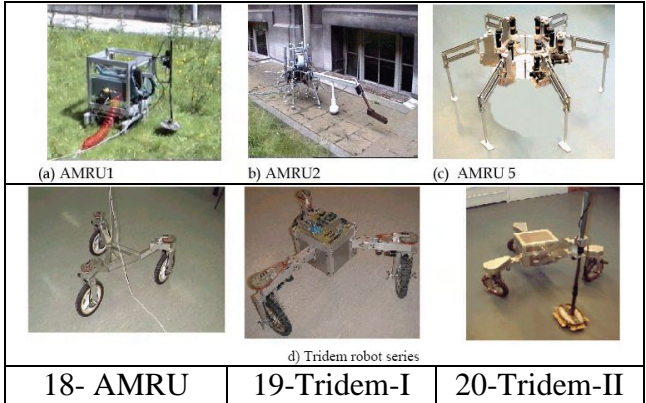 (a) AMRU1
b) AMRU2
(c) AMRU 5
d) Tridem robot series
18- AMRU
19-Tridem-I
20-Tridem-II